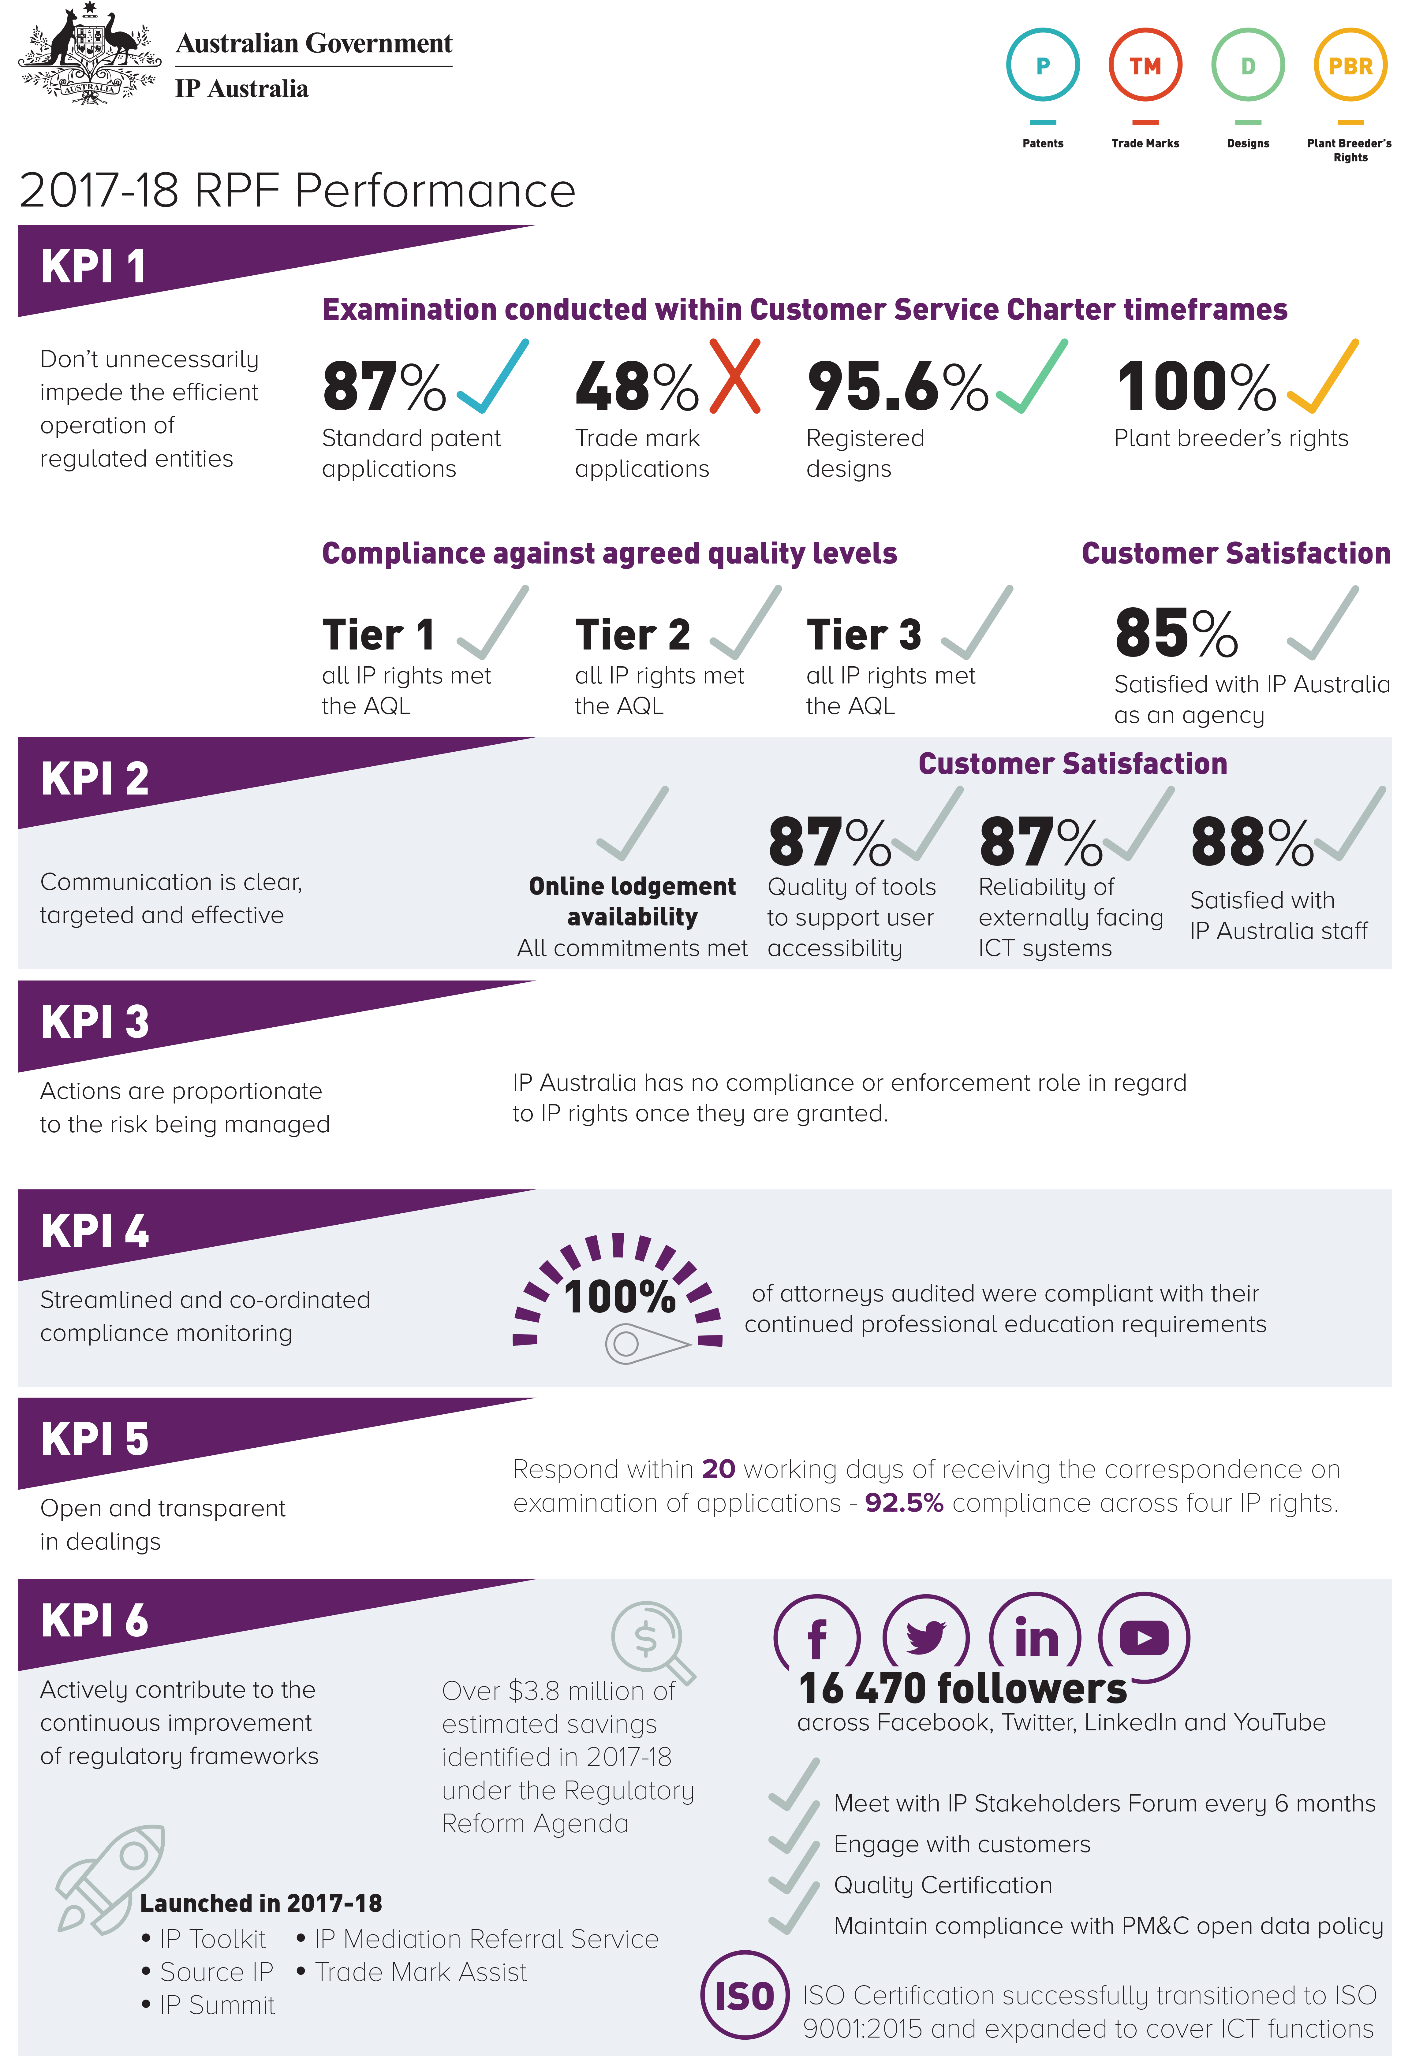 Australian Government
IP Australia
P
TM
D
PBR
Patents
Trade Marks
Designs
Plant Breeder's
Rights
2017-18 RPF Performance
KPI 1
Don't unnecessarily
impede the efficient
operation of
regulated entities
Examination conducted within Customer Service Charter timeframes
87%
Standard patent
applications
48%
Trade mark
applications
95.6%
Registered
designs
100%
Plant breeder's rights
Compliance against agreed quality levels
Tier 1
all IP rights met
the AQL
Tier 2
all IP rights met
the AQL
Tier 3
all IP rights met
the AQL
Customer Satisfaction
85%
Satisfied with IP Australia
as an agency
KPI 2
Communication is clear,
targeted and effective
Online lodgement
availability
All commitments met
Customer Satisfaction
87%
Quality of tools
to support user
accessibility
87%
Reliability of
externally facing
ICT systems
88%
Satisfied with
IP Australia staff
KPI 3
Actions are proportionate
to the risk being managed
IP Australia has no compliance or enforcement role in regard
to IP rights once they are granted.
KPI 4
Streamlined and co-ordinated
compliance monitoring
100%
of attorneys audited were compliant with their
continued professional education requirements
KPI 5
Open and transparent
in dealings
Respond within 20 working days of receiving the correspondence on
examination of applications - 92.5% compliance across four IP rights.
KPI 6
Actively contribute to the
continuous improvement
of regulatory frameworks
$
Over $3.8 million of
estimated savings
identified in 2017-18
under the Regulatory
Reform Agenda
f
in
16 470 followers
across Facebook, Twitter, LinkedIn and YouTube
Meet with IP Stakeholders Forum every 6 months
Engage with customers
Quality Certification
Maintain compliance with PM&C open data policy
Launched in 2017-18
• IP Toolkit
• Source IP
• IP Summit
• IP Mediation Referral Service
• Trade Mark Assist
ISO
ISO Certification successfully transitioned to ISO
9001:2015 and expanded to cover ICT functions